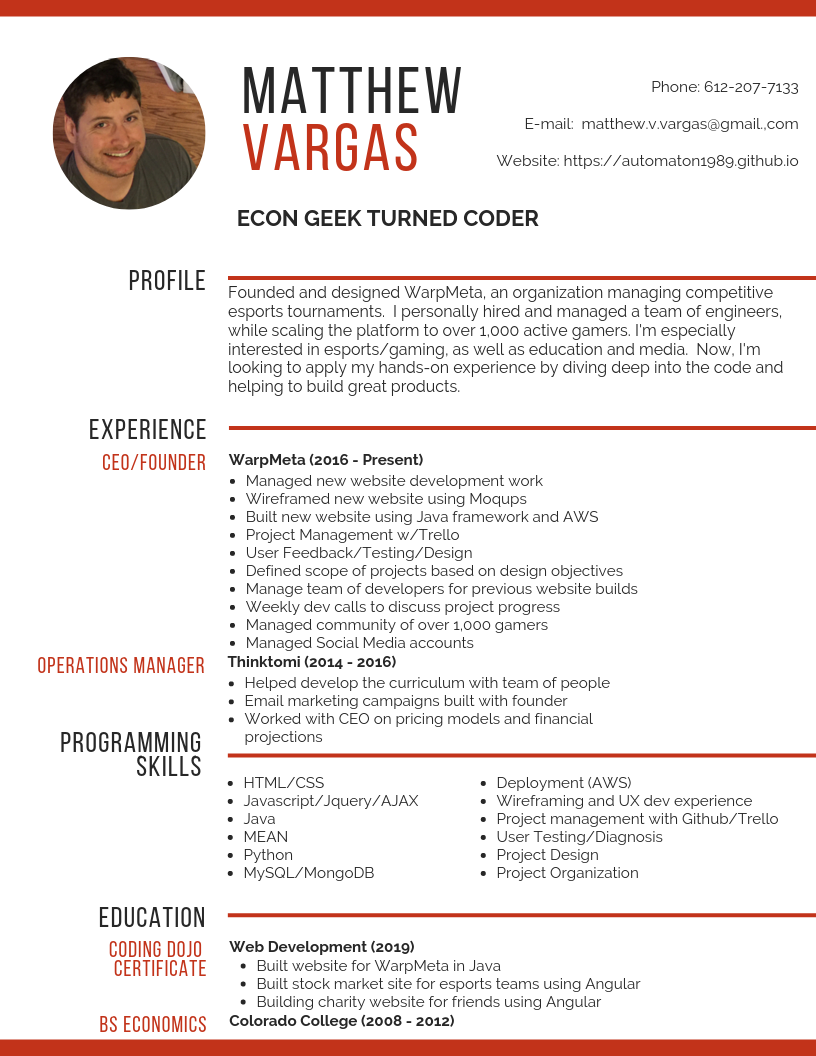 MATTHEW
VARGAS
Phone: 612-207-7133
E-mail:  matthew.v.vargas@gmail.,com
Website: https://automaton1989.github.io
ECON GEEK TURNED CODER
PROFILE
Founded and designed WarpMeta, an organization managing competitive
esports tournaments.  I personally hired and managed a team of engineers,
while scaling the platform to over 1,000 active gamers. I'm especially
interested in esports/gaming, as well as education and media.  Now, I'm
looking to apply my hands-on experience by diving deep into the code and
helping to build great products.
EXPERIENCE
CEO/FOUNDER
WarpMeta (2016 - Present)
• Managed new website development work
• Wireframed new website using Moqups
• Built new website using Java framework and AWS
• Project Management w/Trello
• User Feedback/Testing/Design
• Defined scope of projects based on design objectives
• Manage team of developers for previous website builds
• Weekly dev calls to discuss project progress
• Managed community of over 1,000 gamers
• Managed Social Media accounts
OPERATIONS MANAGER
Thinktomi (2014 - 2016)
• Helped develop the curriculum with team of people
• Email marketing campaigns built with founder
• Worked with CEO on pricing models and financial
projections
PROGRAMMING
SKILLS
• HTML/CSS
• Javascript/Jquery/AJAX
• Java
• MEAN
• Python
• MySQL/MongoDB
• Deployment (AWS)
• Wireframing and UX dev experience
• Project management with Github/Trello
• User Testing/Diagnosis
• Project Design
• Project Organization
EDUCATION
CODING DOJO
CERTIFICATE
Web Development (2019)
• Built website for WarpMeta in Java
• Built stock market site for esports teams using Angular
• Building charity website for friends using Angular
BS ECONOMICS
Colorado College (2008 - 2012)